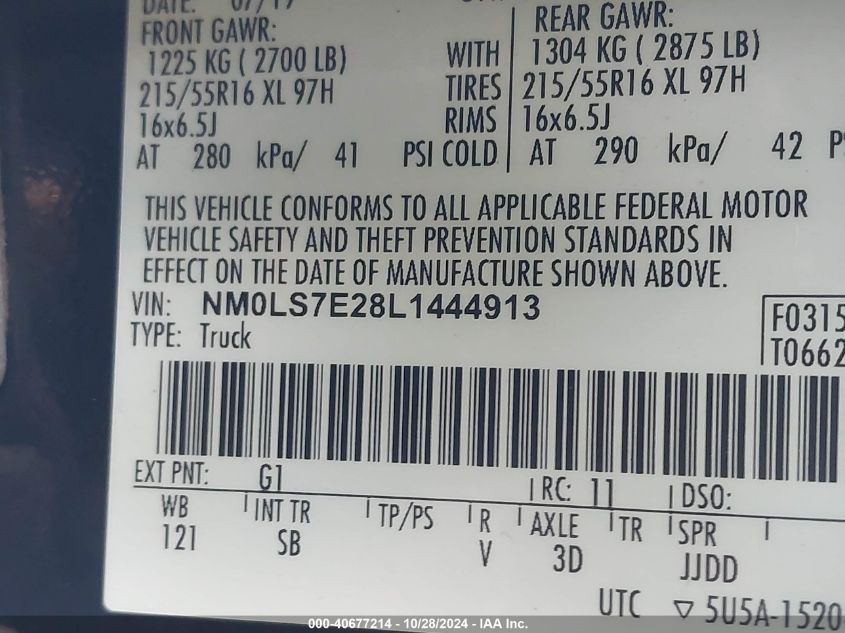 DATE: 07/19
FRONT GAWR: REAR GAWR:
1225 KG ( 2700 LB) WITH 1304 KG ( 2875 LB)
215/55R16 XL 97H TIRES 215/55R16 XL 97H
16x6.5J RIMS 16x6.5J
AT 280 kPa/ 41 PSI COLD AT 290 kPa/ 42
THIS VEHICLE CONFORMS TO ALL APPLICABLE FEDERAL MOTOR
VEHICLE SAFETY AND THEFT PREVENTION STANDARDS IN
EFFECT ON THE DATE OF MANUFACTURE SHOWN ABOVE.
VIN: NM0LS7E28L1444913
TYPE: Truck
F0315
T0662
EXT PNT: G1 RC: 11 DSO:
WB INT TR TP/PS R AXLE TR SPR
121 SB V 3D JJDD
UTC ▽ 5U5A-1520
000-40677214 - 10/28/2024 - IAA Inc.